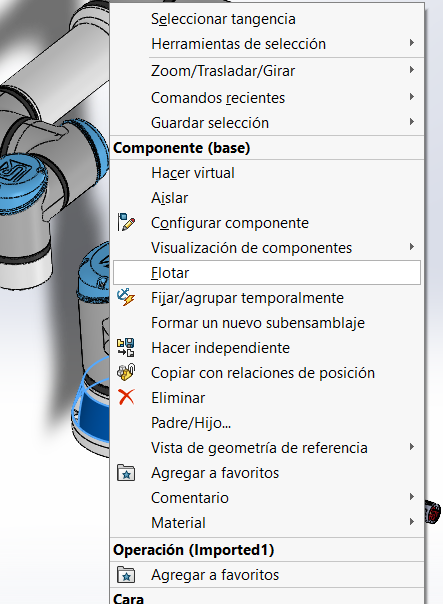 Seleccionar tangencia
Herramientas de selección
Zoom/Trasladar/Girar
Comandos recientes
Guardar selección
Componente (base)
Hacer virtual
Aislar
Configurar componente
Visualización de componentes
Flotar
Fijar/agrupar temporalmente
Formar un nuevo subensamblaje
Hacer independiente
Copiar con relaciones de posición
Eliminar
Padre/Hijo...
Vista de geometría de referencia
Agregar a favoritos
Comentario
Material
Operación (Imported1)
Agregar a favoritos
Cara